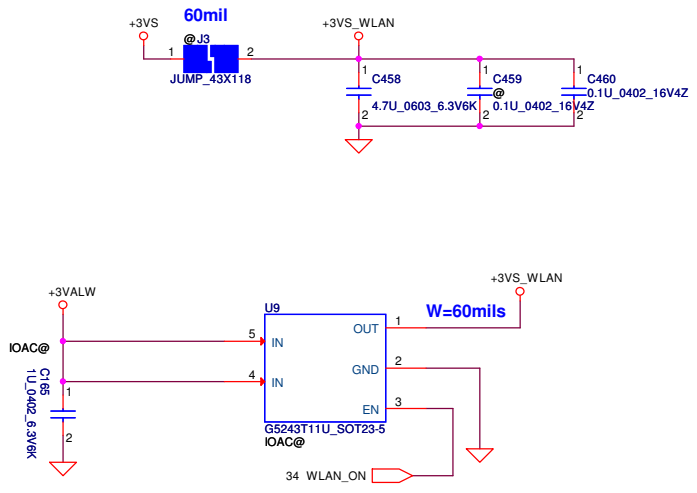 60mil
+3VS
+3VS_WLAN
@ J3
1
2
JUMP_43X118
1
C458
4.7U_0603_6.3V6K
2
1
C459
@
0.1U_0402_16V4Z
2
1
C460
0.1U_0402_16V4Z
2
+3VALW
+3VS_WLAN
U9
W=60mils
OUT
1
IOAC@
5
IN
GND
2
4
IN
C165
1U_0402_6.3V6K
1
2
EN
3
G5243T11U_SOT23-5
IOAC@
34 WLAN_ON